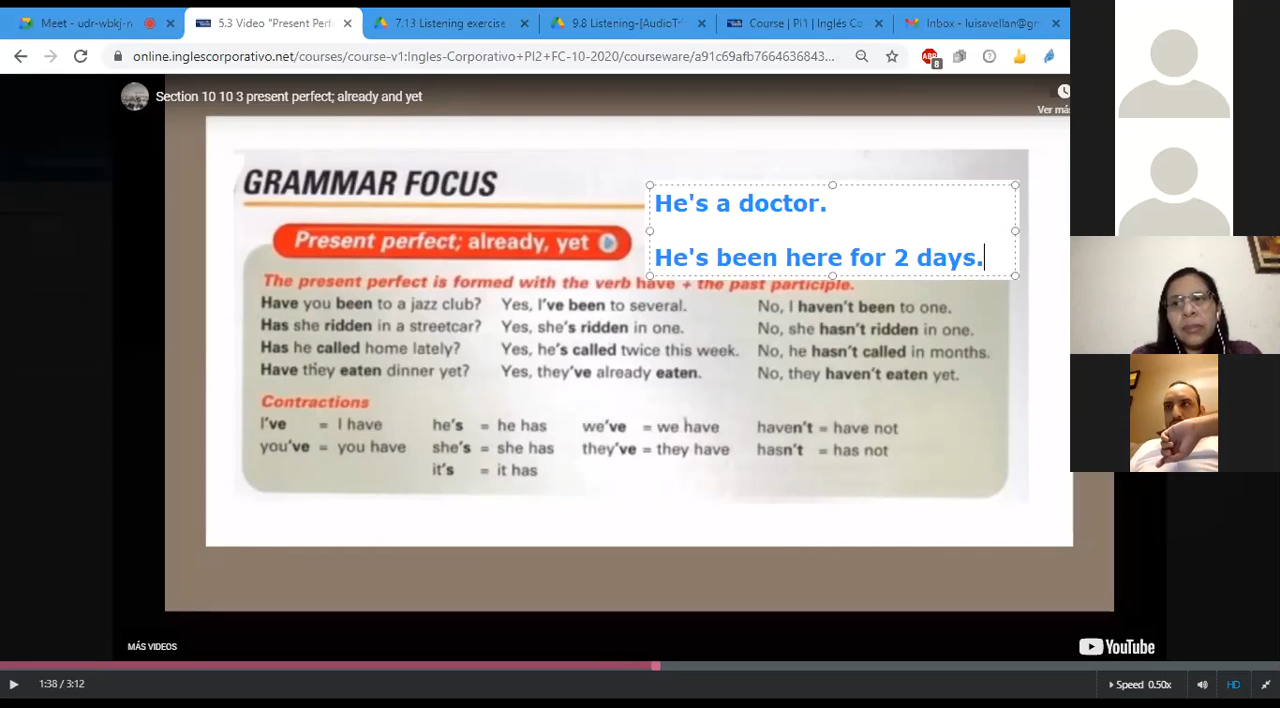 Meet - udr-wbkj-n
5.3 Video "Present Perf
7.13 Listening exercise
9.8 Listening-[AudioTr
Course | PI1 | Inglés Co
Inbox - luisavellan@gr
online.inglescorporativo.net/courses/course-v1:Ingles-Corporativo+PI2+FC-10-2020/courseware/a91c69afb7664636843...
8
Section 10 10 3 present perfect; already and yet
Ver más
GRAMMAR FOCUS
He's a doctor.
Present perfect; already, yet
He's been here for 2 days.
The present perfect is formed with the verb have + the past participle.
Have you been to a jazz club? Yes, I've been to several. No, I haven't been to one.
Has she ridden in a streetcar? Yes, she's ridden in one. No, she hasn't ridden in one.
Has he called home lately? Yes, he's called twice this week. No, he hasn't called in months.
Have they eaten dinner yet? Yes, they've already eaten. No, they haven't eaten yet.
Contractions
I've = I have he's = he has we've = we have haven't = have not
you've = you have she's = she has they've = they have hasn't = has not
it's = it has
MÁS VIDEOS
YouTube
1:38 / 3:12
Speed 0.50x
HD